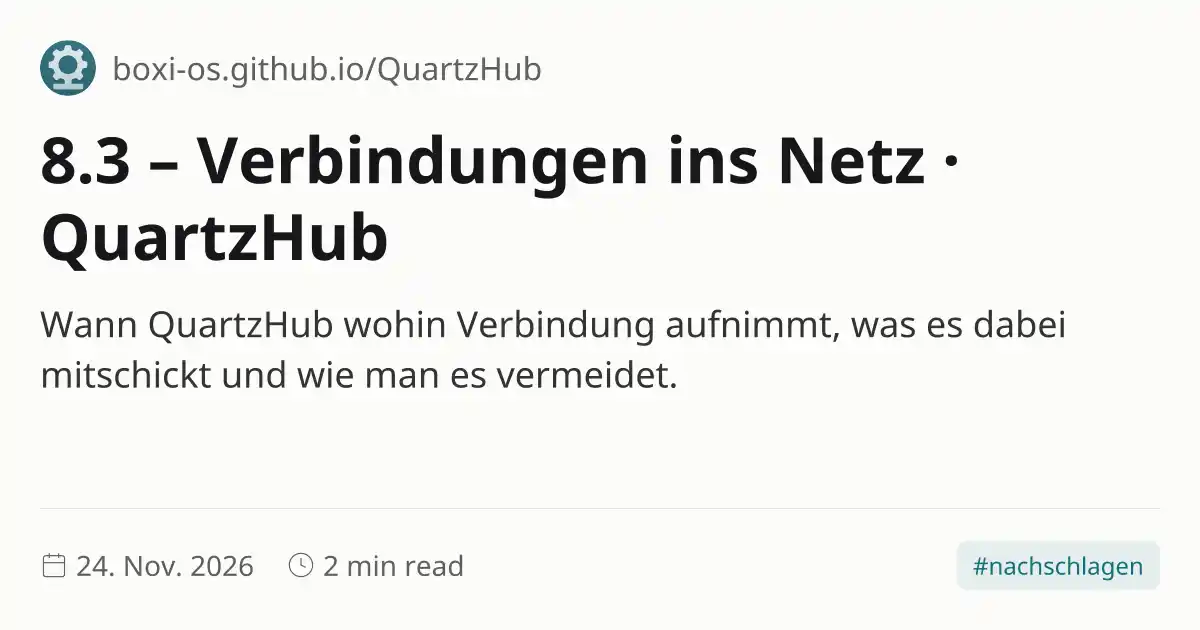 boxi-os.github.io/QuartzHub
8.3 – Verbindungen ins Netz ·
QuartzHub
Wann QuartzHub wohin Verbindung aufnimmt, was es dabei
mitschickt und wie man es vermeidet.
24. Nov. 2026
2 min read
#nachschlagen